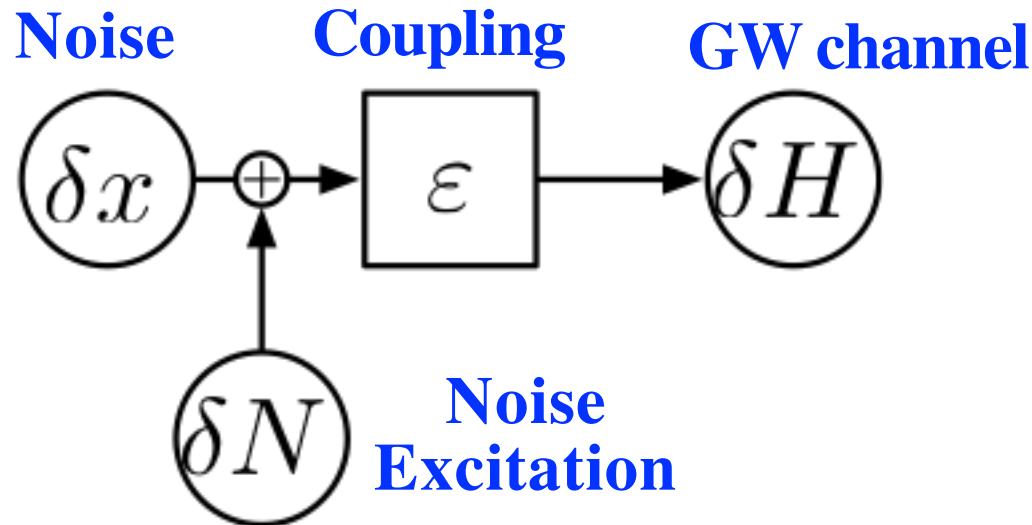 Noise
Coupling
GW channel
δx
⊕
ε
δH
δN
Noise
Excitation